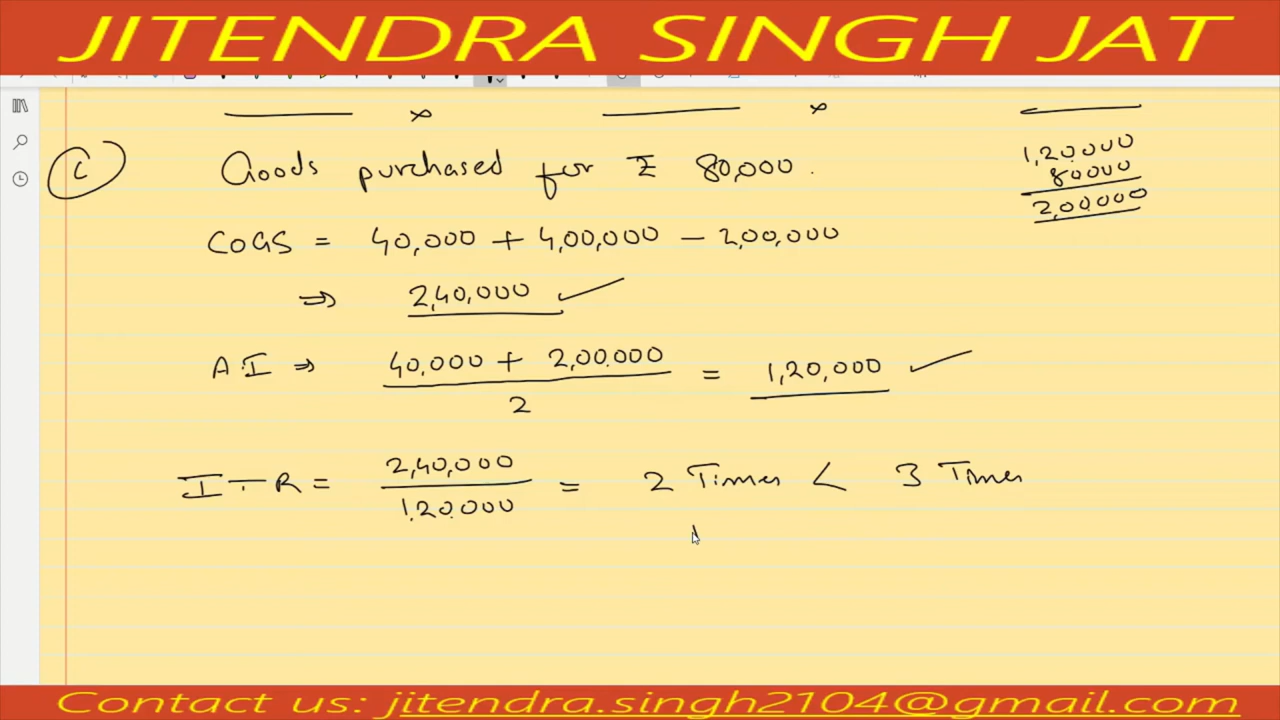 JITENDRA SINGH JAT
(C) Goods purchased for ₹ 80,000.
1,20,000
80000
2,00,000
COGS = 40,000 + 4,00,000 - 2,00,000
⇒ 2,40,000 ✓
A.I ⇒ 40,000 + 2,00,000 / 2 = 1,20,000 ✓
I T R = 2,40,000 / 1,20,000 = 2 Times < 3 Times
Contact us: jitendra.singh2104@gmail.com